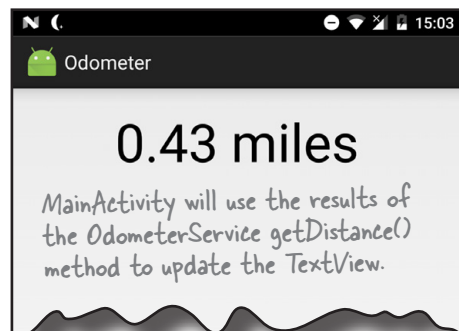 15:03
Odometer
0.43 miles
MainActivity will use the results of
the OdometerService getDistance()
method to update the TextView.